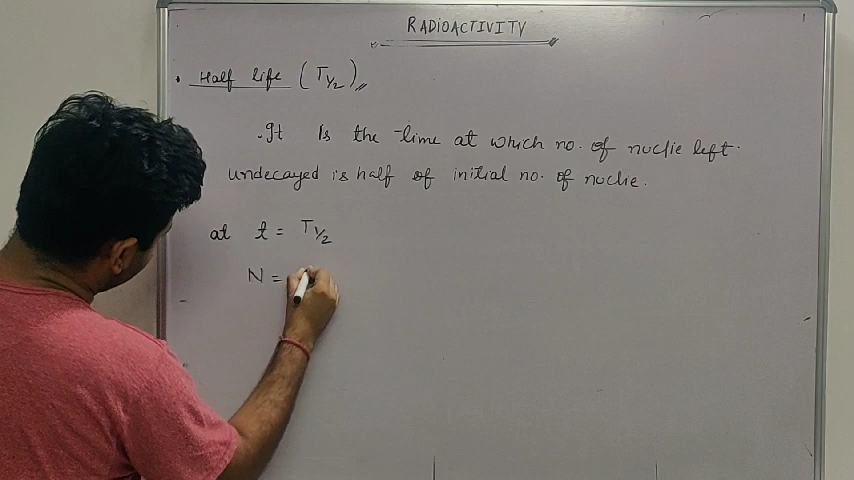 RADIOACTIVITY
• Half life (T1/2)
It is the time at which no. of nuclie left
undecayed is half of initial no. of nuclie.
at t = T1/2
N =